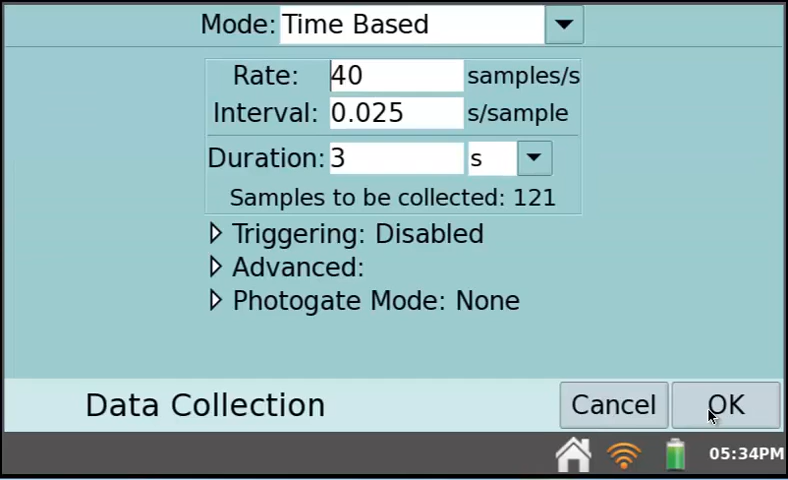 Mode: Time Based
Rate: 40 samples/s
Interval: 0.025 s/sample
Duration: 3 s
Samples to be collected: 121
Triggering: Disabled
Advanced:
Photogate Mode: None
Data Collection Cancel OK
05:34PM